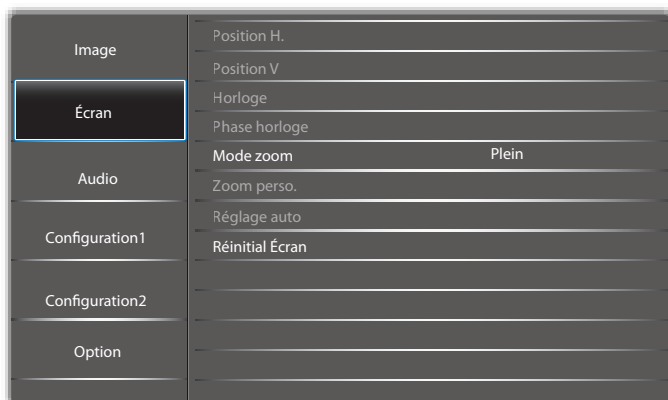 Image
Écran
Audio
Configuration1
Configuration2
Option
Position H.
Position V
Horloge
Phase horloge
Mode zoom Plein
Zoom perso.
Réglage auto
Réinitial Écran